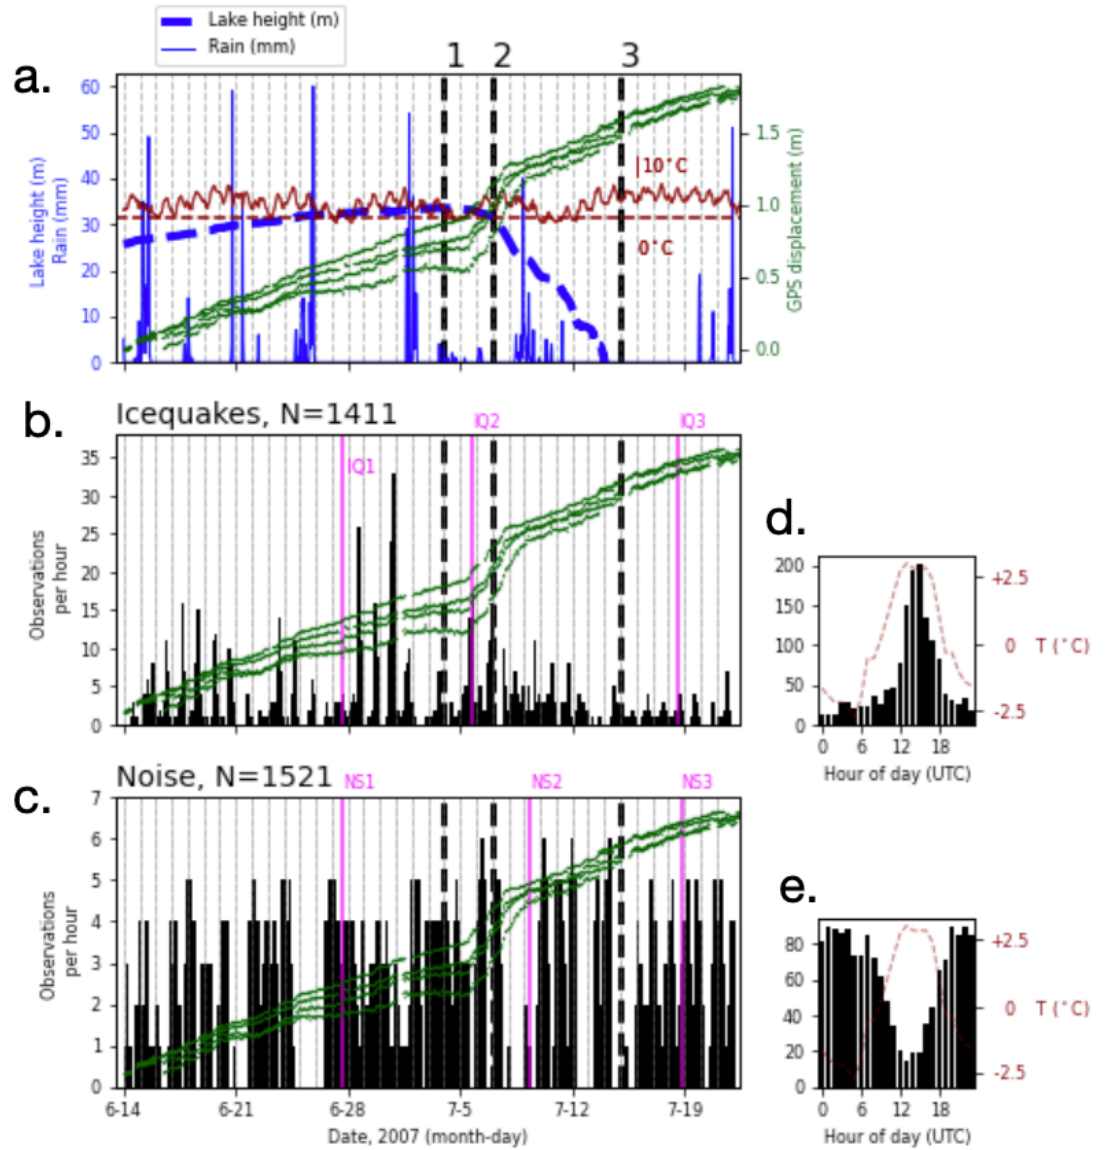 Lake height (m)
Rain (mm)
a.
1 2 3
60
50
40
30
20
10
0
Lake height (m)
Rain (mm)
1.5
1.0
0.5
0.0
GPS displacement (m)
|10°C
0°C
b.
Icequakes, N=1411
IQ1
IQ2
IQ3
35
30
25
20
15
10
5
0
Observations
per hour
c.
Noise, N=1521
NS1
NS2
NS3
7
6
5
4
3
2
1
0
Observations
per hour
6-14 6-21 6-28 7-5 7-12 7-19
Date, 2007 (month-day)
d.
200
150
100
50
0
+2.5
0
-2.5
T (°C)
0 6 12 18
Hour of day (UTC)
e.
80
60
40
20
0
+2.5
0
-2.5
T (°C)
0 6 12 18
Hour of day (UTC)